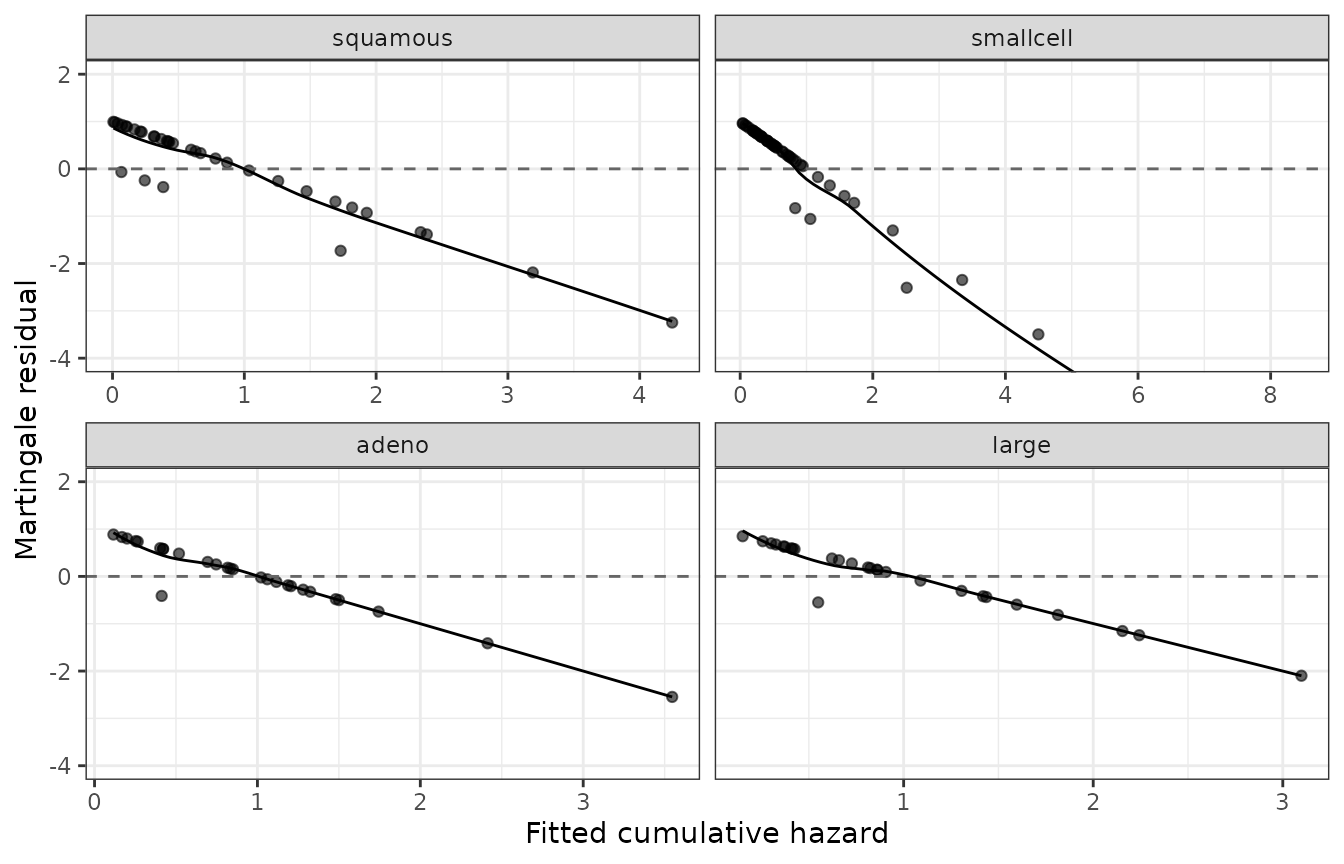 squamous
smallcell
2
0
-2
-4
0 1 2 3 4
0 2 4 6 8
Martingale residual
adeno
large
2
0
-2
-4
0 1 2 3
1 2 3
Fitted cumulative hazard